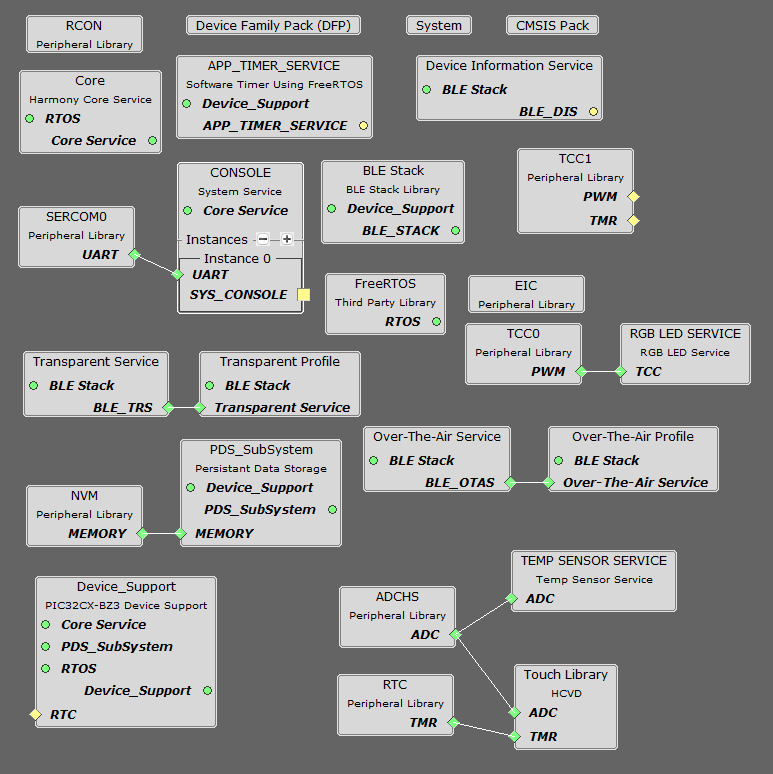 RCON
Peripheral Library
Device Family Pack (DFP)
System
CMSIS Pack
Core
Harmony Core Service
RTOS
Core Service
APP_TIMER_SERVICE
Software Timer Using FreeRTOS
Device_Support
APP_TIMER_SERVICE
Device Information Service
BLE Stack
BLE_DIS
CONSOLE
System Service
Core Service
Instances
Instance 0
UART
SYS_CONSOLE
BLE Stack
BLE Stack Library
Device_Support
BLE_STACK
TCC1
Peripheral Library
PWM
TMR
SERCOM0
Peripheral Library
UART
FreeRTOS
Third Party Library
RTOS
EIC
Peripheral Library
TCC0
Peripheral Library
PWM
RGB LED SERVICE
RGB LED Service
TCC
Transparent Service
BLE Stack
BLE_TRS
Transparent Profile
BLE Stack
Transparent Service
PDS_SubSystem
Persistant Data Storage
Device_Support
PDS_SubSystem
MEMORY
Over-The-Air Service
BLE Stack
BLE_OTAS
Over-The-Air Profile
BLE Stack
Over-The-Air Service
NVM
Peripheral Library
MEMORY
Device_Support
PIC32CX-BZ3 Device Support
Core Service
PDS_SubSystem
RTOS
Device_Support
RTC
ADCHS
Peripheral Library
ADC
TEMP SENSOR SERVICE
Temp Sensor Service
ADC
RTC
Peripheral Library
TMR
Touch Library
HCVD
ADC
TMR